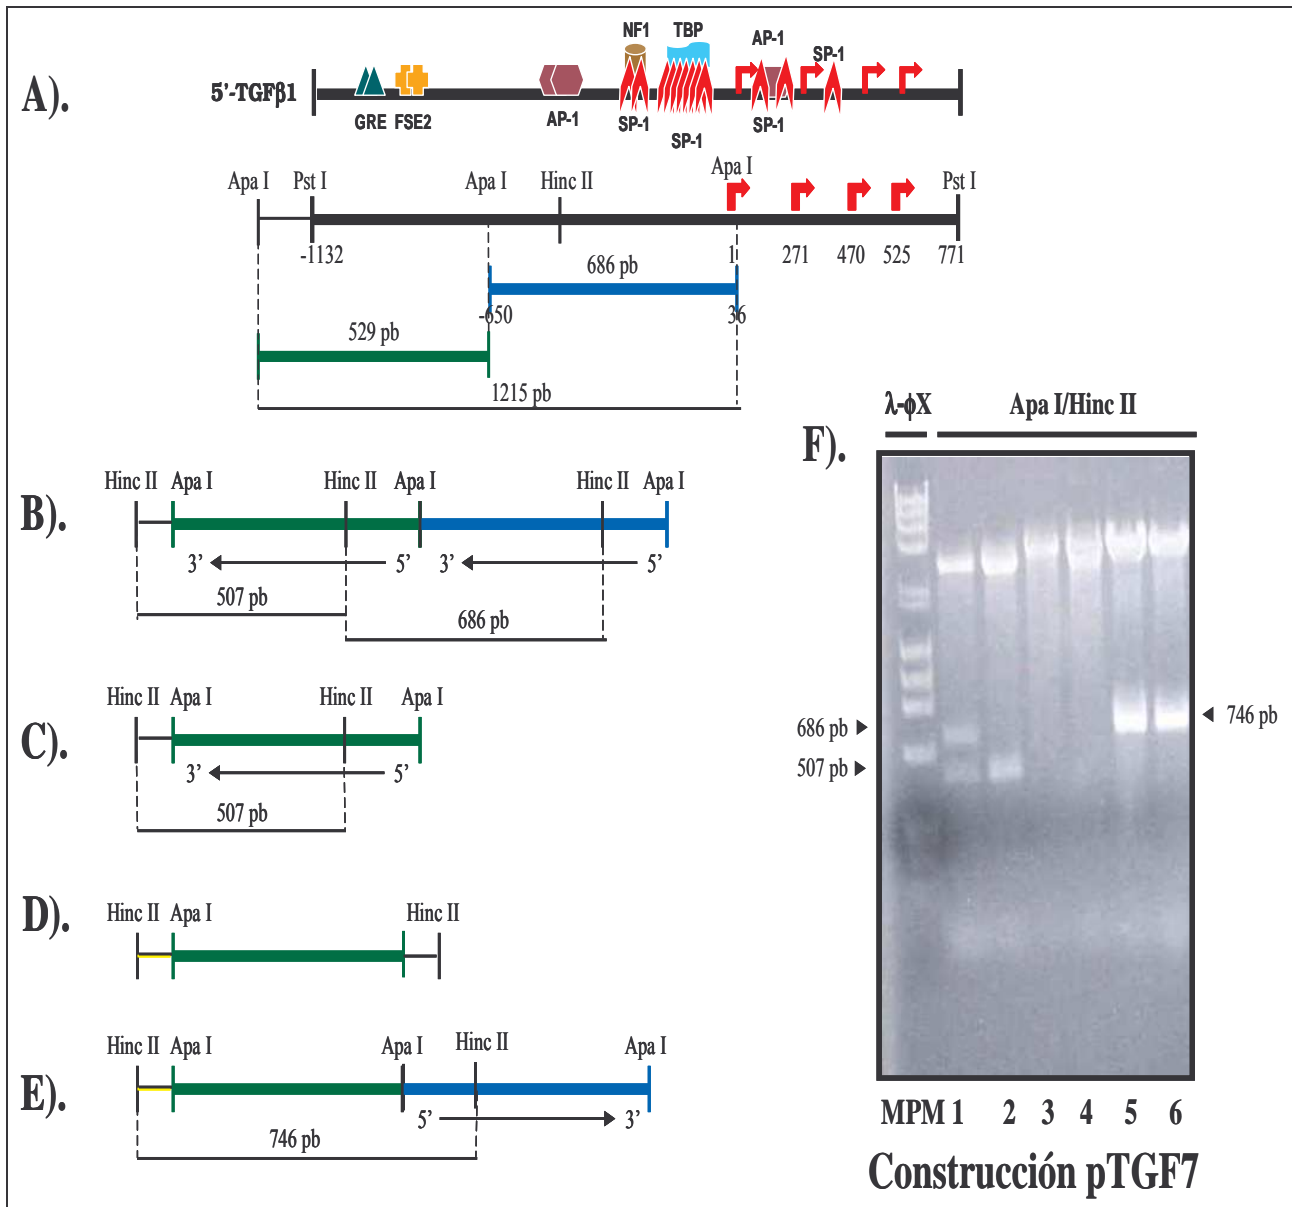 A).
5'-TGFβ1
NF1
TBP
AP-1
SP-1
GRE
FSE2
AP-1
SP-1
SP-1
SP-1
Apa I
Pst I
Apa I
Hinc II
Apa I
Pst I
-1132
1
271
470
525
771
686 pb
-650
36
529 pb
1215 pb
B).
Hinc II
Apa I
Hinc II
Apa I
Hinc II
Apa I
3'
5'
3'
5'
507 pb
686 pb
C).
Hinc II
Apa I
Hinc II
Apa I
3'
5'
507 pb
D).
Hinc II
Apa I
Hinc II
E).
Hinc II
Apa I
Apa I
Hinc II
Apa I
5'
3'
746 pb
F).
λ-ϕX
Apa I/Hinc II
686 pb
507 pb
746 pb
MPM 1 2 3 4 5 6
Construcción pTGF7